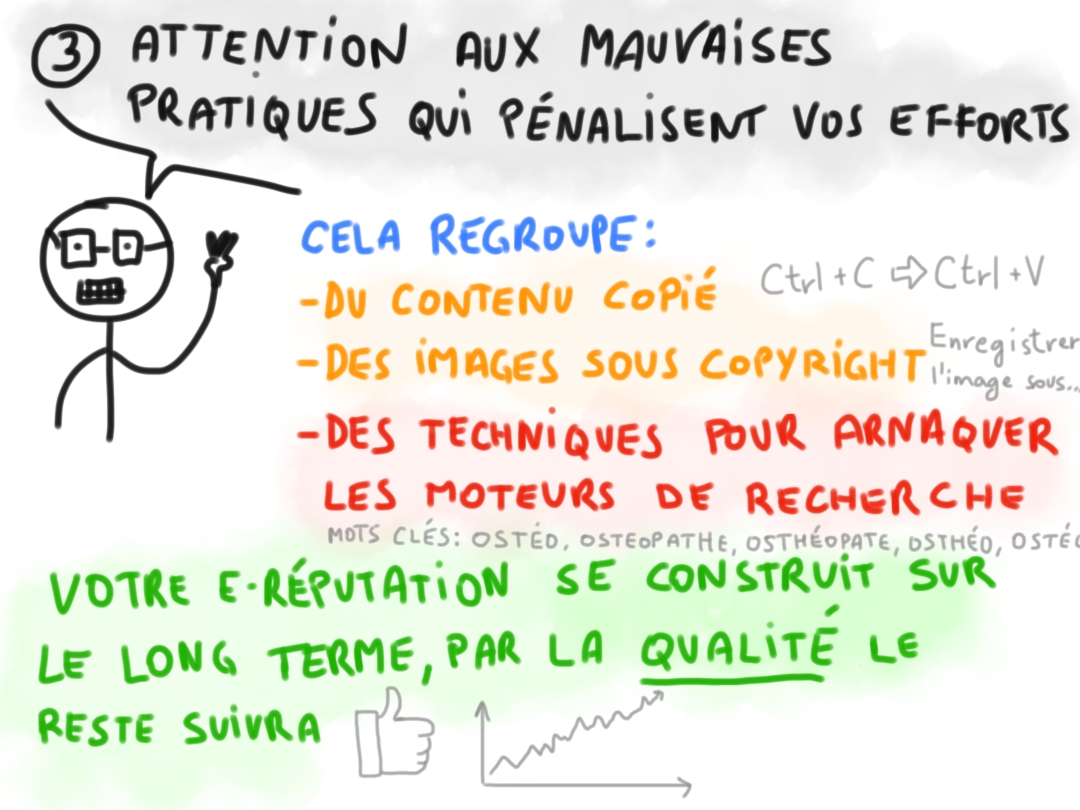 3 ATTENTION AUX MAUVAISES
PRATIQUES QUI PÉNALISENT VOS EFFORTS
CELA REGROUPE:
-DU CONTENU COPIÉ
Ctrl+C ⇨ Ctrl+V
-DES IMAGES SOUS COPYRIGHT
Enregistrer
l'image sous...
-DES TECHNIQUES POUR ARNAQUER
LES MOTEURS DE RECHERCHE
MOTS CLÉS: OSTÉO, OSTEOPATHE, OSTHÉOPATE, OSTHÉO, OSTÉO
VOTRE E-RÉPUTATION SE CONSTRUIT SUR
LE LONG TERME, PAR LA QUALITÉ LE
RESTE SUIVRA